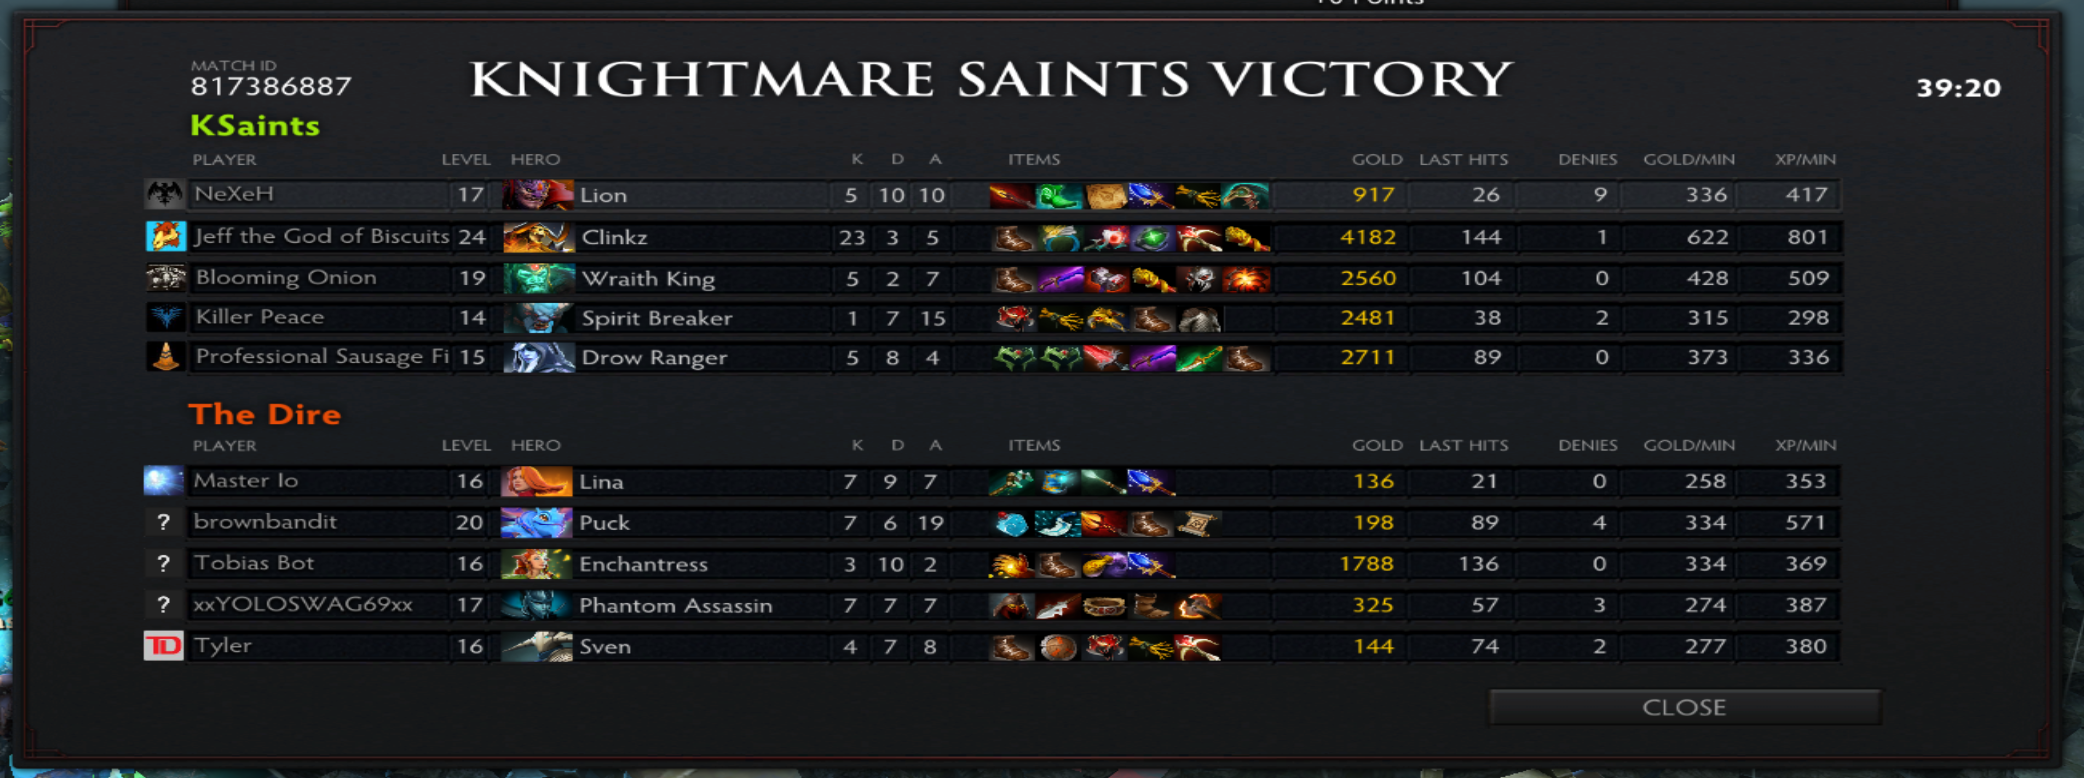 MATCH ID
817386887
KNIGHTMARE SAINTS VICTORY
39:20
KSaints
PLAYER LEVEL HERO K D A ITEMS GOLD LAST HITS DENIES GOLD/MIN XP/MIN
NeXeH 17 Lion 5 10 10 917 26 9 336 417
Jeff the God of Biscuits 24 Clinkz 23 3 5 4182 144 1 622 801
Blooming Onion 19 Wraith King 5 2 7 2560 104 0 428 509
Killer Peace 14 Spirit Breaker 1 7 15 2481 38 2 315 298
Professional Sausage Fi 15 Drow Ranger 5 8 4 2711 89 0 373 336
The Dire
PLAYER LEVEL HERO K D A ITEMS GOLD LAST HITS DENIES GOLD/MIN XP/MIN
Master Io 16 Lina 7 9 7 136 21 0 258 353
? brownbandit 20 Puck 7 6 19 198 89 4 334 571
? Tobias Bot 16 Enchantress 3 10 2 1788 136 0 334 369
? xxYOLOSWAG69xx 17 Phantom Assassin 7 7 7 325 57 3 274 387
TD Tyler 16 Sven 4 7 8 144 74 2 277 380
CLOSE